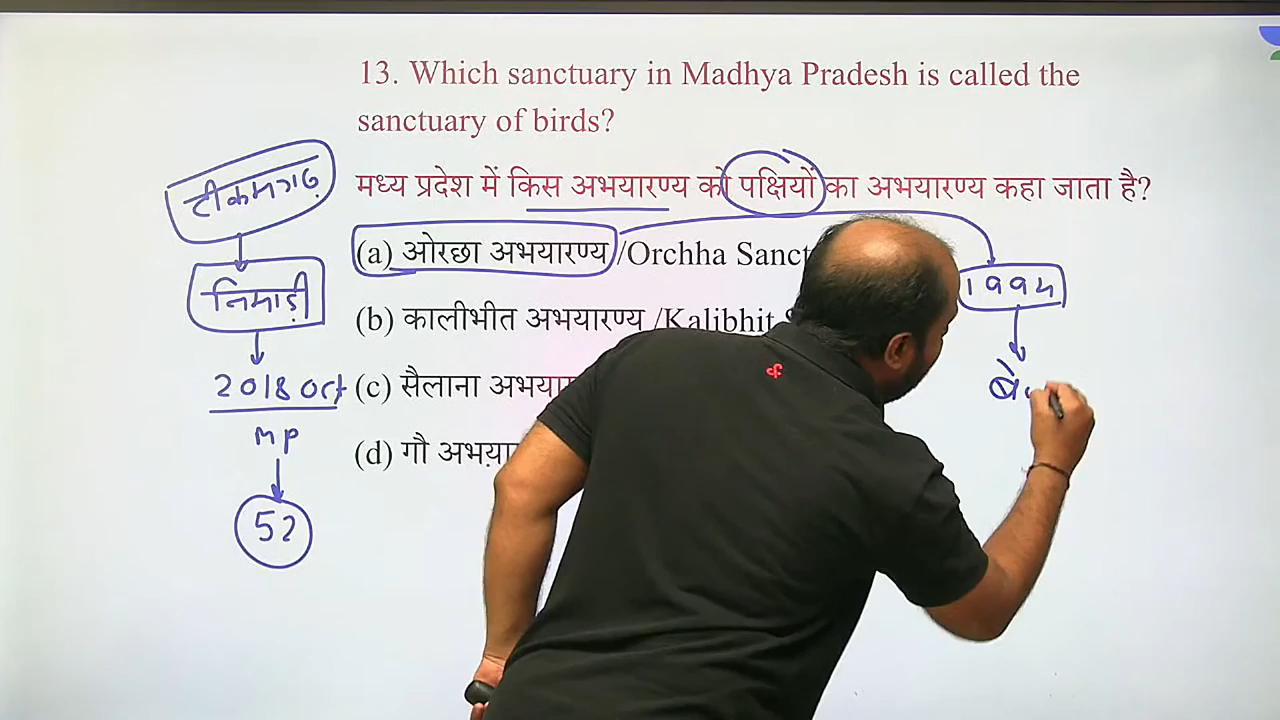 13. Which sanctuary in Madhya Pradesh is called the
sanctuary of birds?
मध्य प्रदेश में किस अभयारण्य को पक्षियों का अभयारण्य कहा जाता है?
(a) ओरछा अभयारण्य /Orchha Sanct
(b) कालीभीत अभयारण्य /Kalibhit S
(c) सैलाना अभयार
(d) गौ अभय़ा
टीकमगढ़
निमाड़ी
2018 Oct
MP
52
1994